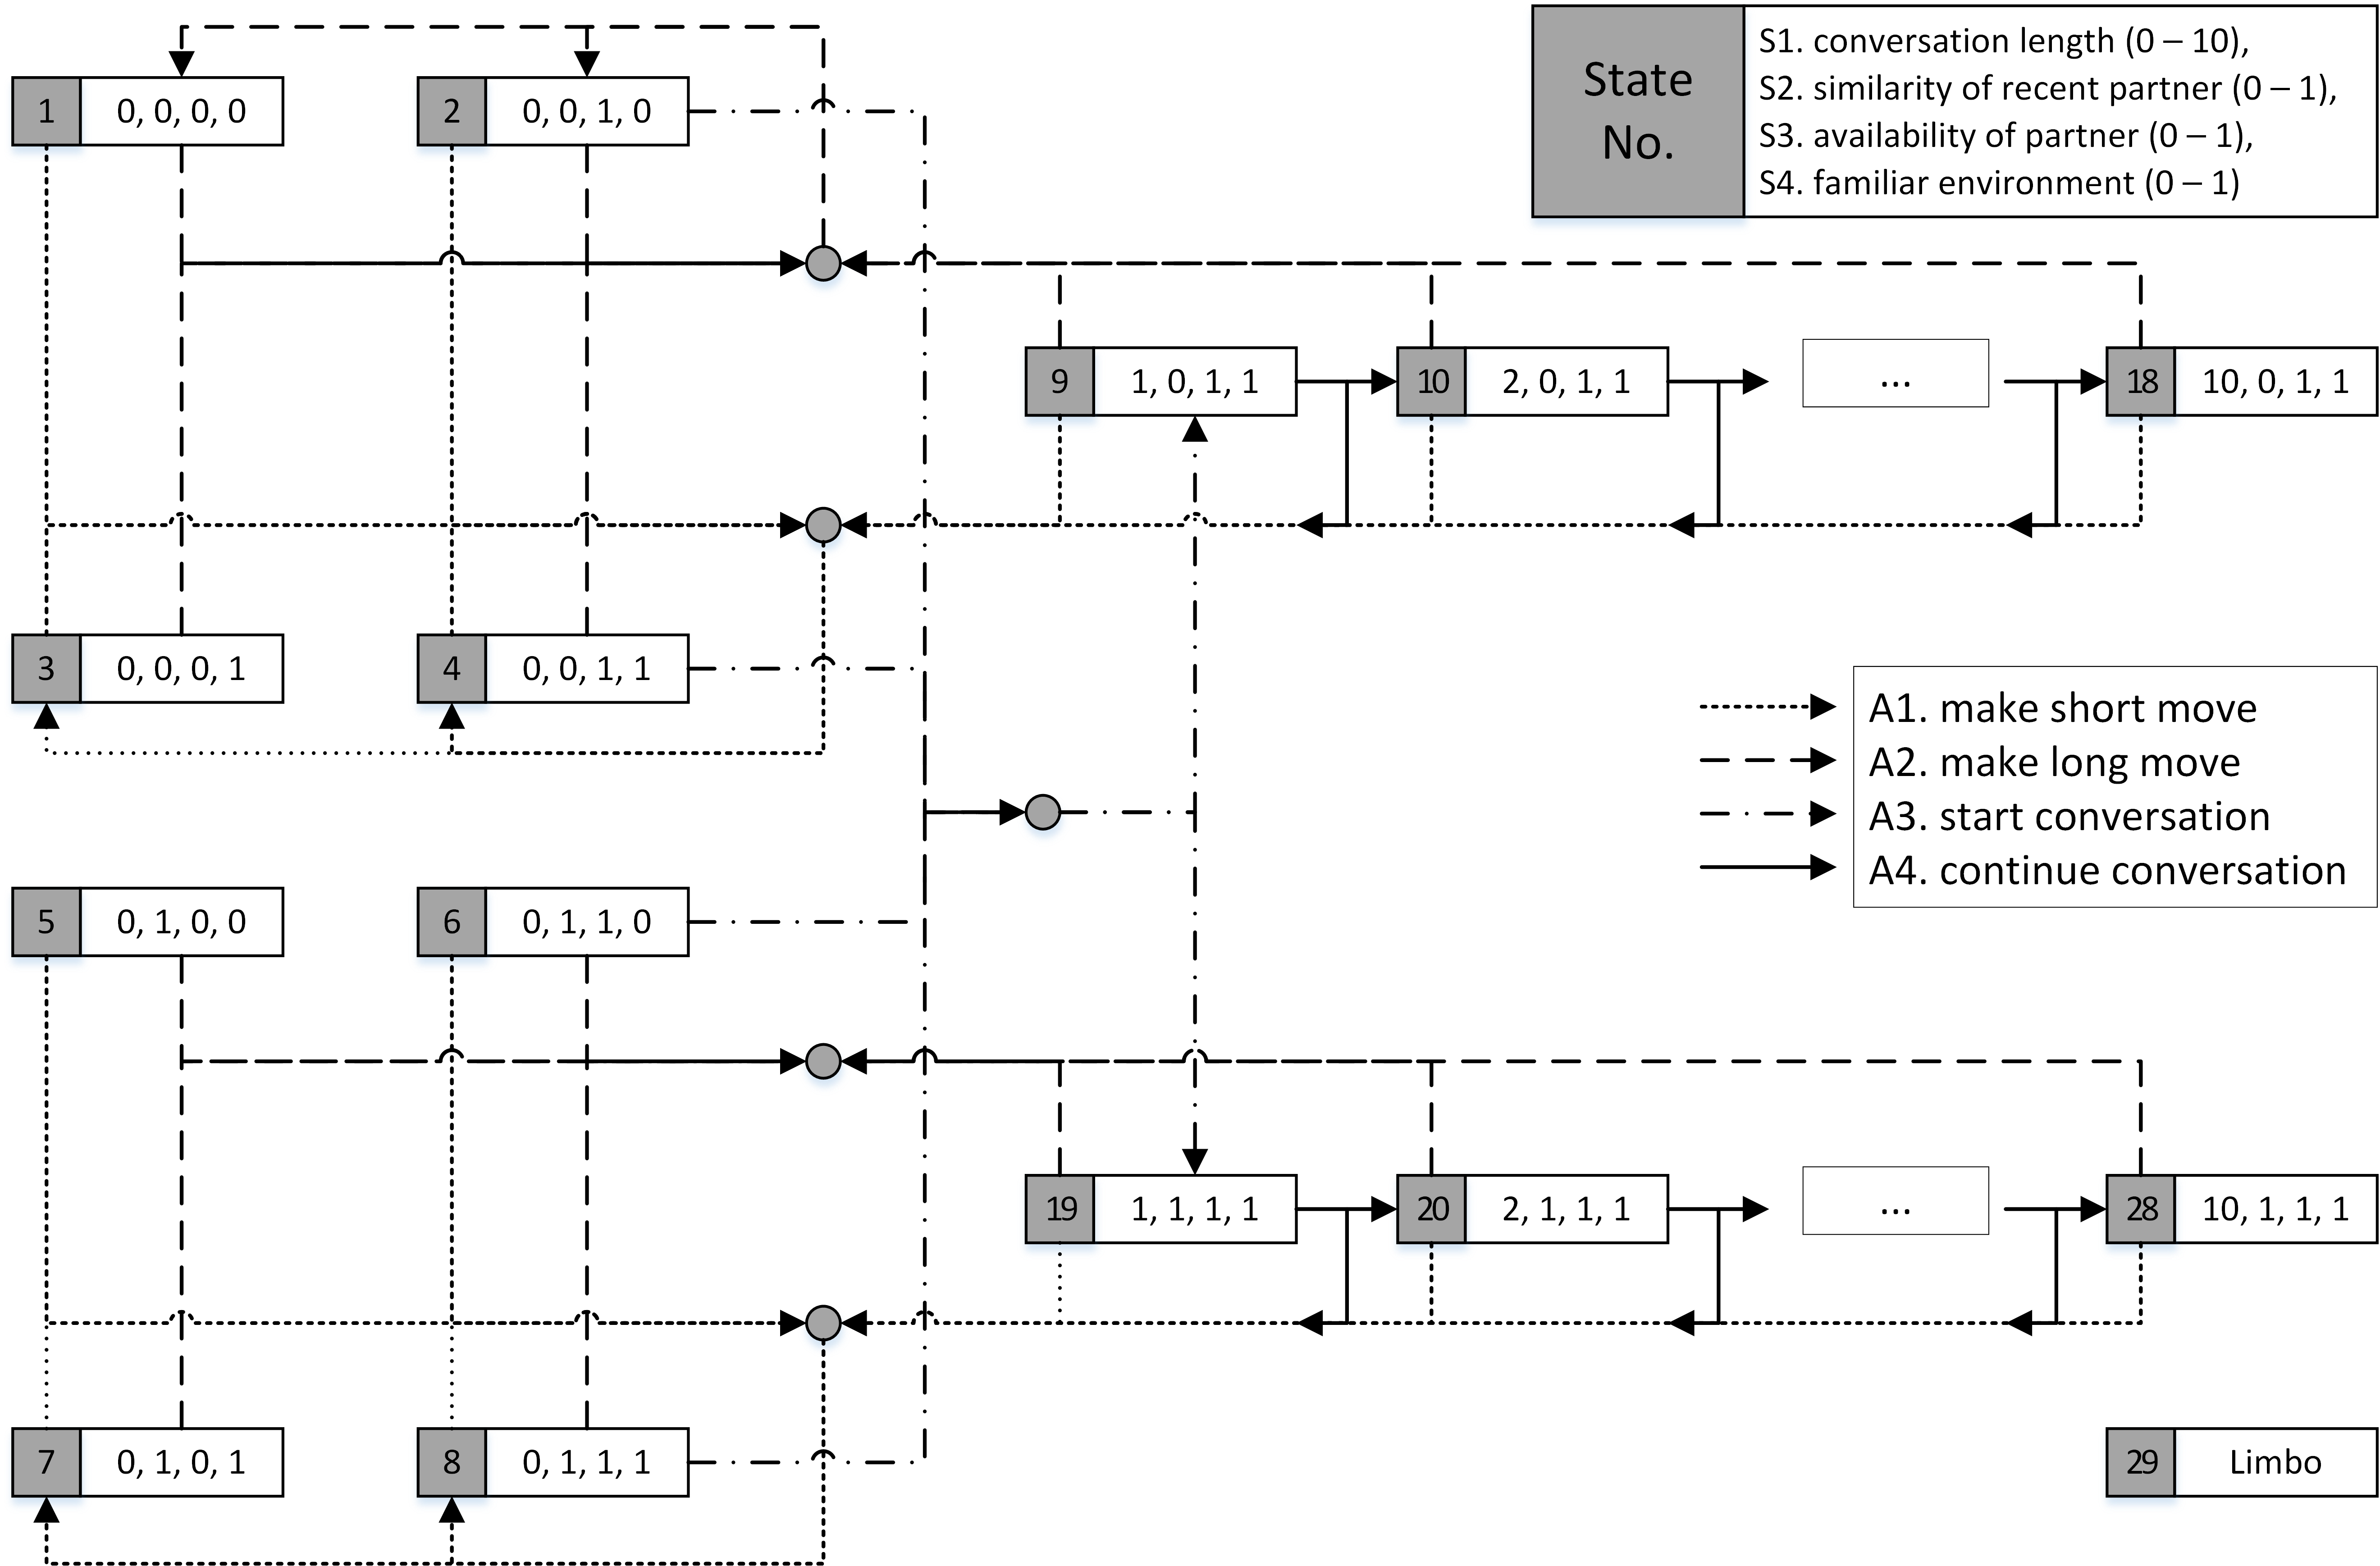 State
No.
S1. conversation length (0 – 10),
S2. similarity of recent partner (0 – 1),
S3. availability of partner (0 – 1),
S4. familiar environment (0 – 1)
1 0, 0, 0, 0
2 0, 0, 1, 0
9 1, 0, 1, 1
10 2, 0, 1, 1
...
18 10, 0, 1, 1
3 0, 0, 0, 1
4 0, 0, 1, 1
A1. make short move
A2. make long move
A3. start conversation
A4. continue conversation
5 0, 1, 0, 0
6 0, 1, 1, 0
19 1, 1, 1, 1
20 2, 1, 1, 1
...
28 10, 1, 1, 1
7 0, 1, 0, 1
8 0, 1, 1, 1
29 Limbo